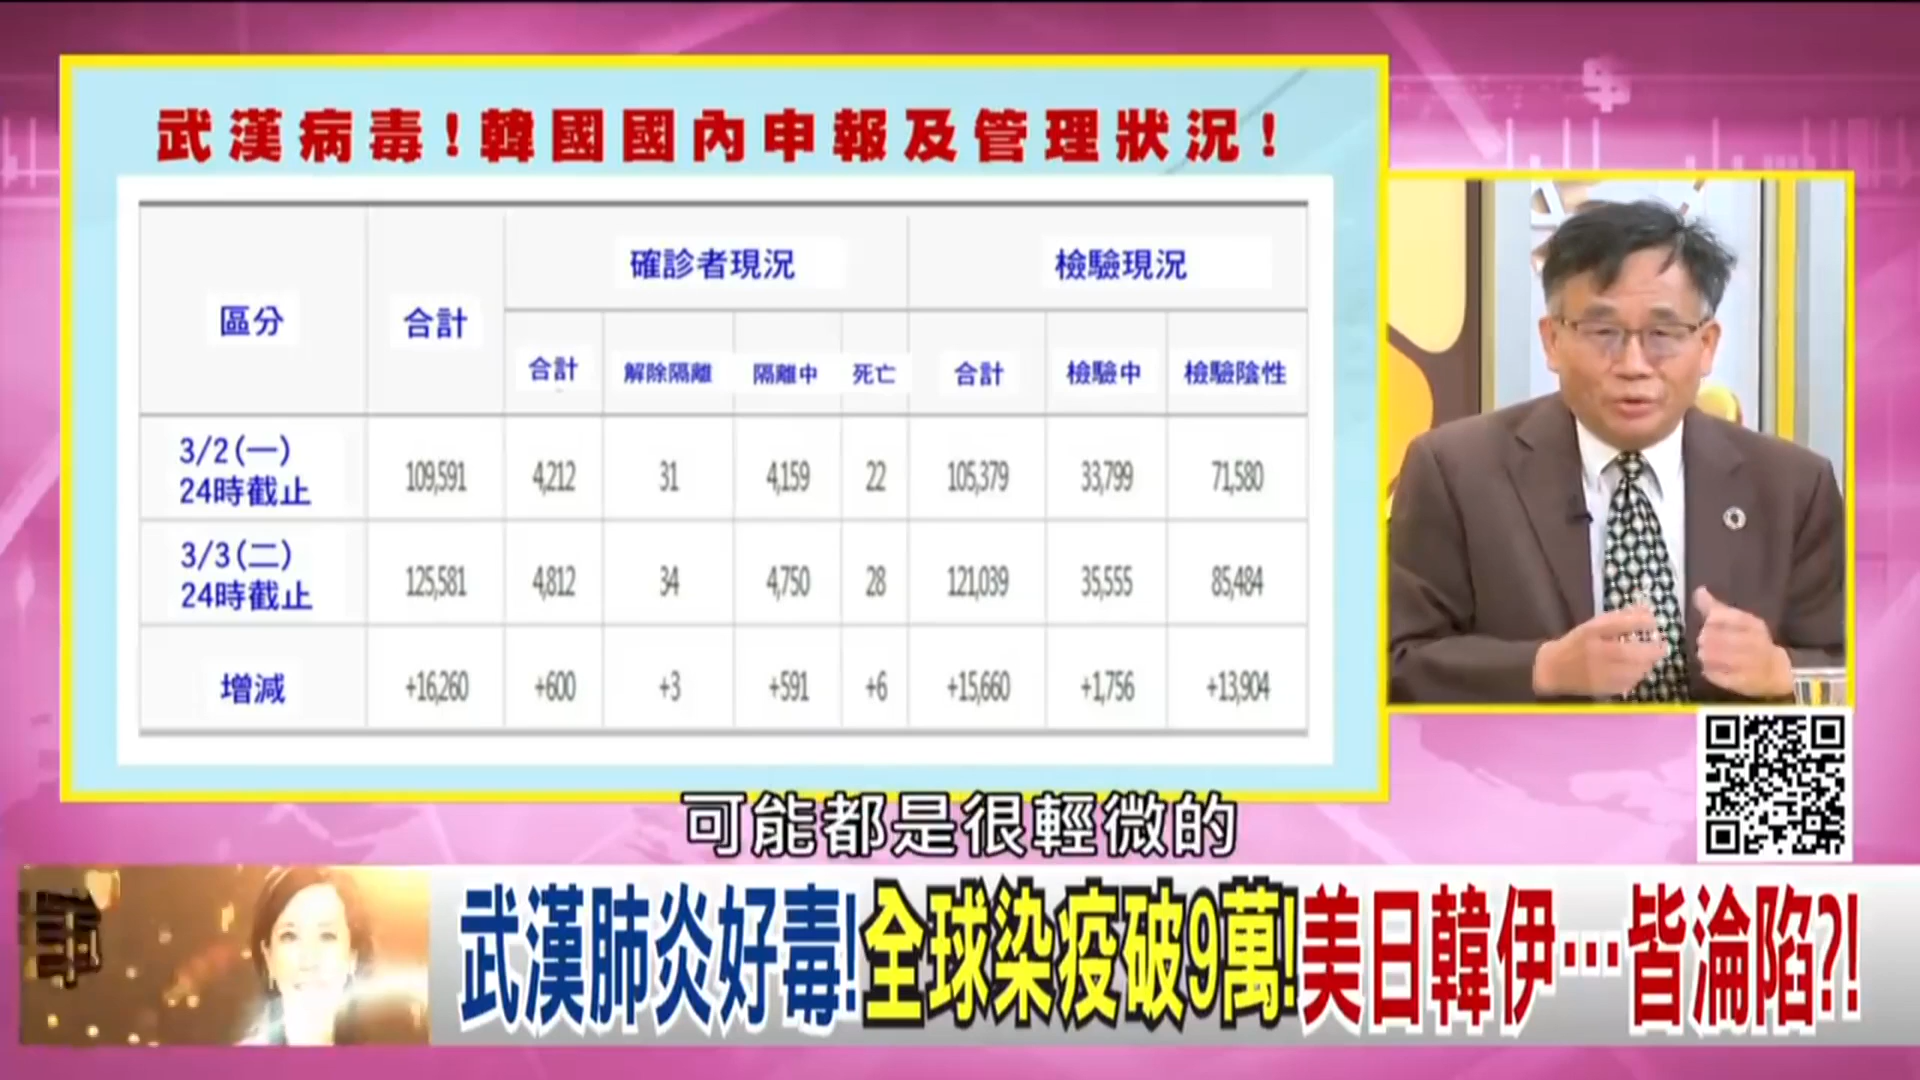 武漢病毒!韓國國內申報及管理狀況!
區分 合計 確診者現況 檢驗現況
合計 解除隔離 隔離中 死亡 合計 檢驗中 檢驗陰性
3/2(一)
24時截止 109,591 4,212 31 4,159 22 105,379 33,799 71,580
3/3(二)
24時截止 125,581 4,812 34 4,750 28 121,039 35,555 85,484
增減 +16,260 +600 +3 +591 +6 +15,660 +1,756 +13,904
可能都是很輕微的
武漢肺炎好毒!全球染疫破9萬!美日韓伊…皆淪陷?!